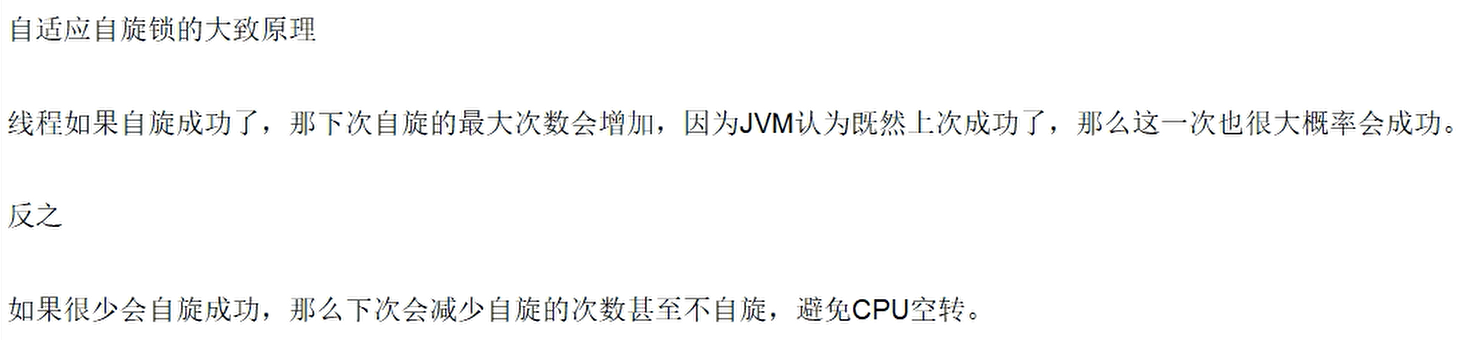 自适应自旋锁的大致原理
线程如果自旋成功了，那下次自旋的最大次数会增加，因为JVM认为既然上次成功了，那么这一次也很大概率会成功。
反之
如果很少会自旋成功，那么下次会减少自旋的次数甚至不自旋，避免CPU空转。